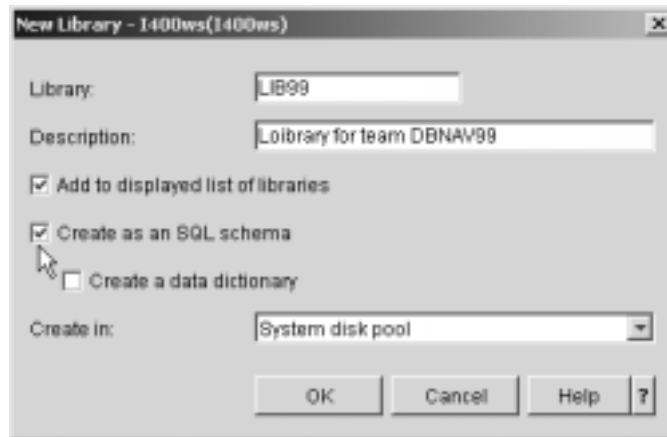 New Library - I400ws(I400ws)
Library: LIB99
Description: Loibrary for team DBNAV99
Add to displayed list of libraries
Create as an SQL schema
Create a data dictionary
Create in: System disk pool
OK Cancel Help ?